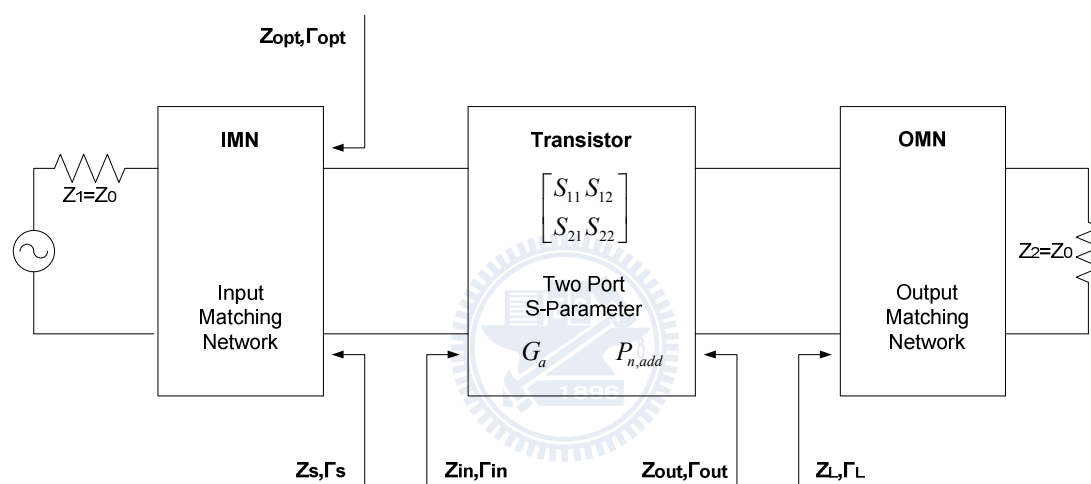 Zopt,Γopt
IMN
Transistor
OMN
Z1=Z0
S11 S12
S21 S22
Z2=Z0
Input
Matching
Network
Two Port
S-Parameter
Ga
Pn,add
Output
Matching
Network
1896
Zs,Γs
Zin,Γin
Zout,Γout
ZL,ΓL